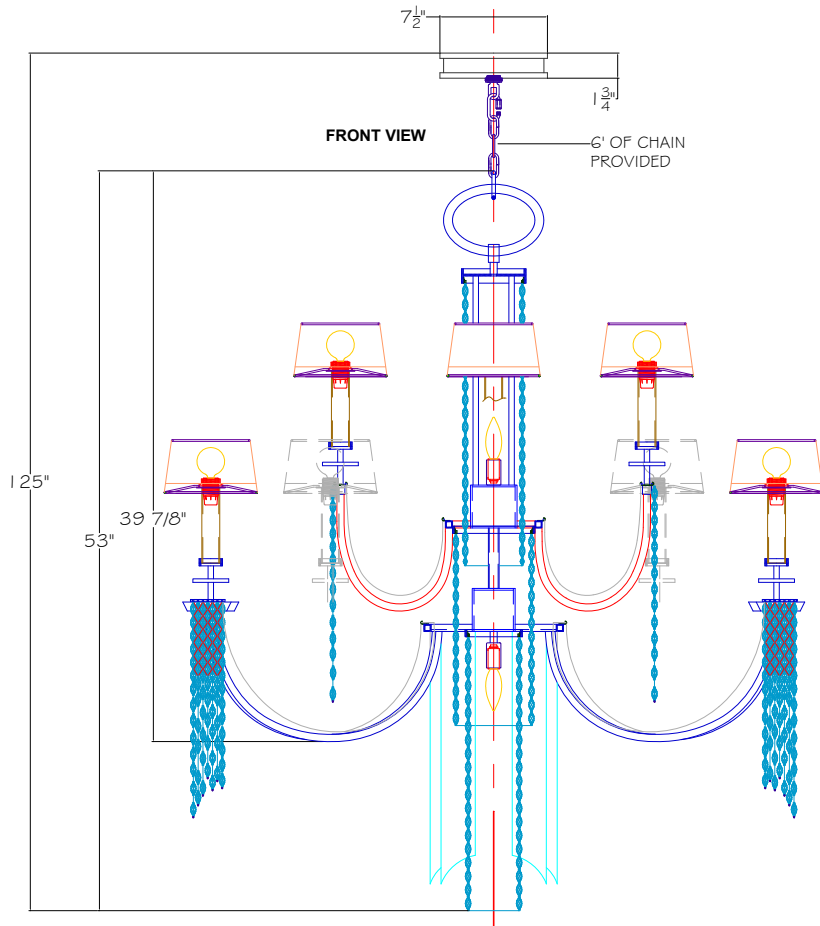 7 1/2"
1 3/4"
FRONT VIEW
6' OF CHAIN
PROVIDED
125"
39 7/8"
53"